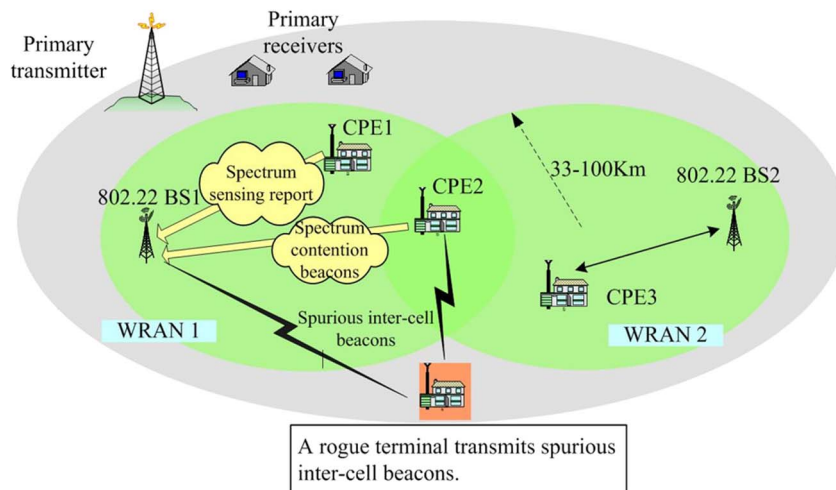 Primary
transmitter
Primary
receivers
CPE1
Spectrum
sensing report
802.22 BS1
CPE2
Spectrum
contention
beacons
33-100Km
802.22 BS2
CPE3
Spurious inter-cell
beacons
WRAN 1
WRAN 2
A rogue terminal transmits spurious
inter-cell beacons.